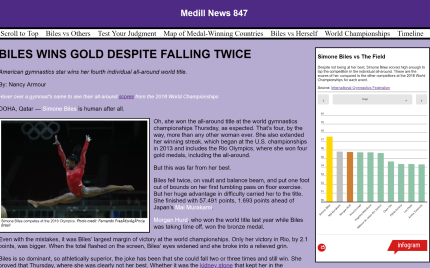 Medill News 847
Scroll to Top Biles vs Others Test Your Judgment Map of Medal-Winning Countries Biles vs Herself World Championships Timeline
BILES WINS GOLD DESPITE FALLING TWICE
American gymnastics star wins her fourth individual all-around world title.
By: Nancy Armour
Hover over a gymnast's name to see their all-around scores from the 2018 World Championships
DOHA, Qatar — Simone Biles is human after all.
Oh, she won the all-around title at the world gymnastics
championships Thursday, as expected. That's four, by the
way, more than any other woman ever. She also extended
her winning streak, which began at the U.S. championships
in 2013 and includes the Rio Olympics, where she won four
gold medals, including the all-around.
But this was far from her best.
Biles fell twice, on vault and balance beam, and put one foot
out of bounds on her first tumbling pass on floor exercise.
But her huge advantage in difficulty carried her to the title.
She finished with 57.491 points, 1.693 points ahead of
Japan's Mai Murakami.
Morgan Hurd, who won the world title last year while Biles
was taking time off, won the bronze medal.
Simone Biles competes at the 2016 Olympics. Photo credit: Fernando Frazão/Agência
Brasil
Even with the mistakes, it was Biles' largest margin of victory at the world championships. Only her victory in Rio, by 2.1
points, was bigger. When the total flashed on the screen, Biles' eyes widened and she broke into a relieved grin.
Biles is so dominant, so athletically superior, the joke has been that she could fall two or three times and still win. She
proved that Thursday, where she was clearly not her best. Whether it was the kidney stone that kept her in the
Simone Biles vs The Field
Despite not being at her best, Simone Biles scored high enough to
top the competition in the individual all-around. These are the
scores of her compared to the other competitors at the 2018 World
Championships for each event.
Source: International Gymnastics Federation
infogram